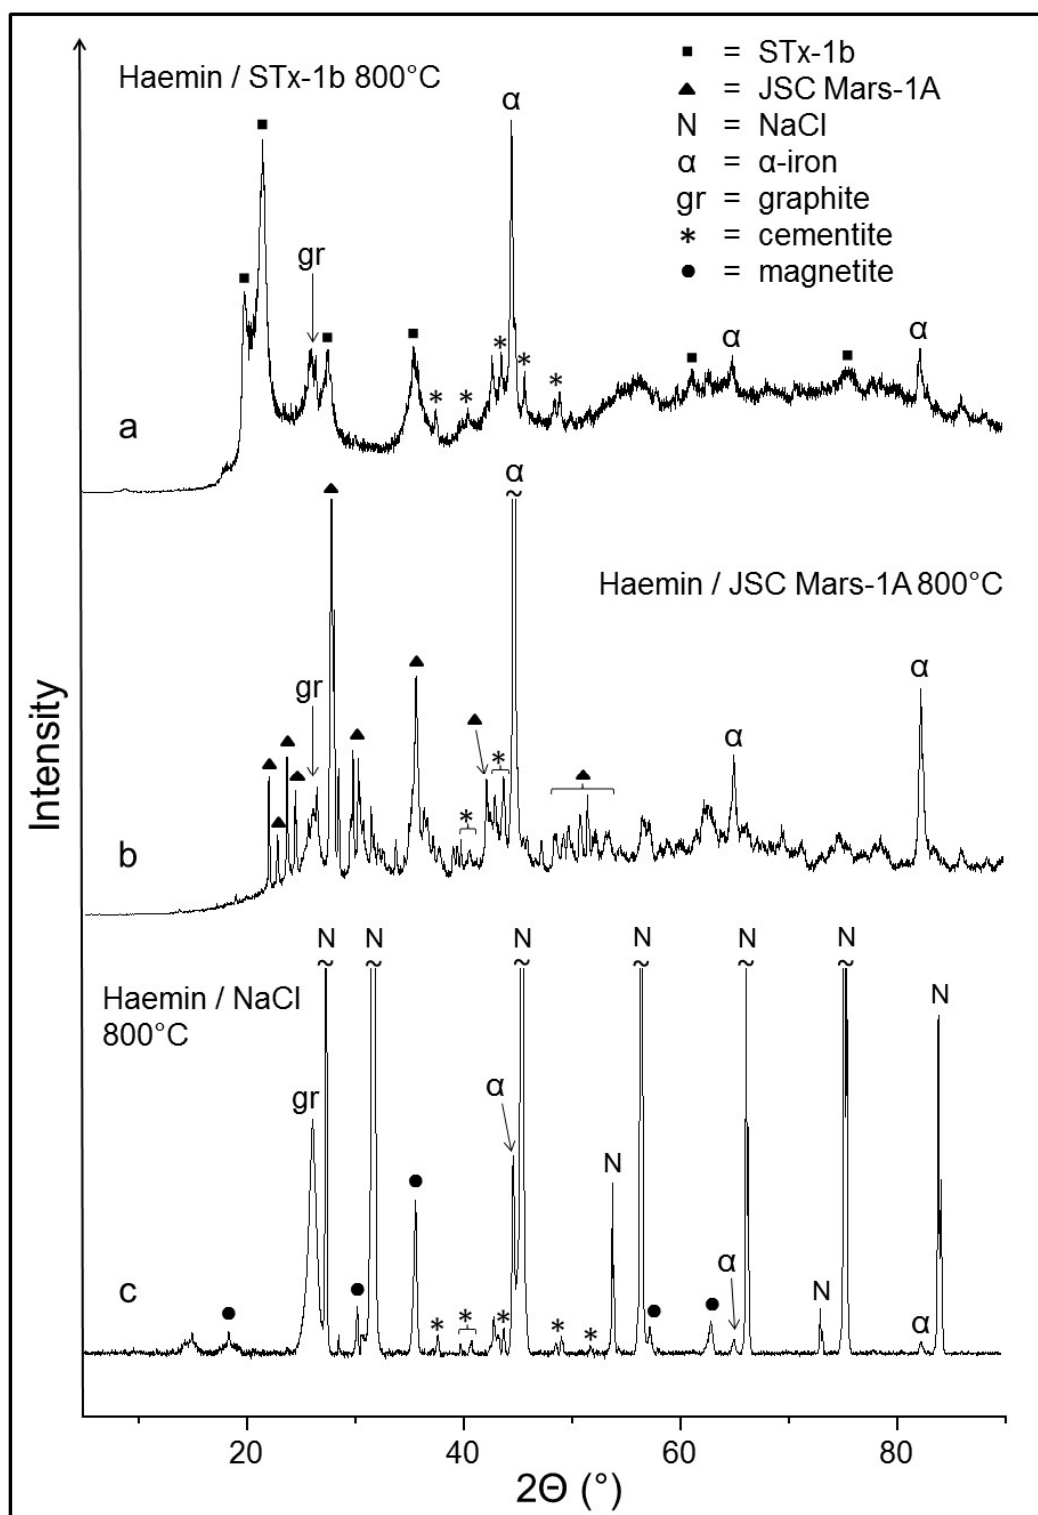 Haemin / STx-1b 800°C
■ = STx-1b
▲ = JSC Mars-1A
N = NaCl
α = α-iron
gr = graphite
* = cementite
● = magnetite
α
■
■
gr
■
■
* *
* *
*
■
α
■
α
a
α
~
▲
Haemin / JSC Mars-1A 800°C
gr
▲
▲
▲
▲
▲
▲
▲
*
*
▲
α
α
b
N N N N N N
~ ~ ~ ~ ~ ~
N
Haemin / NaCl
800°C
gr
α
N
●
●
●
*
*
*
*
*
●
●
α
N
α
c
Intensity
20 40 60 80
2Θ (°)